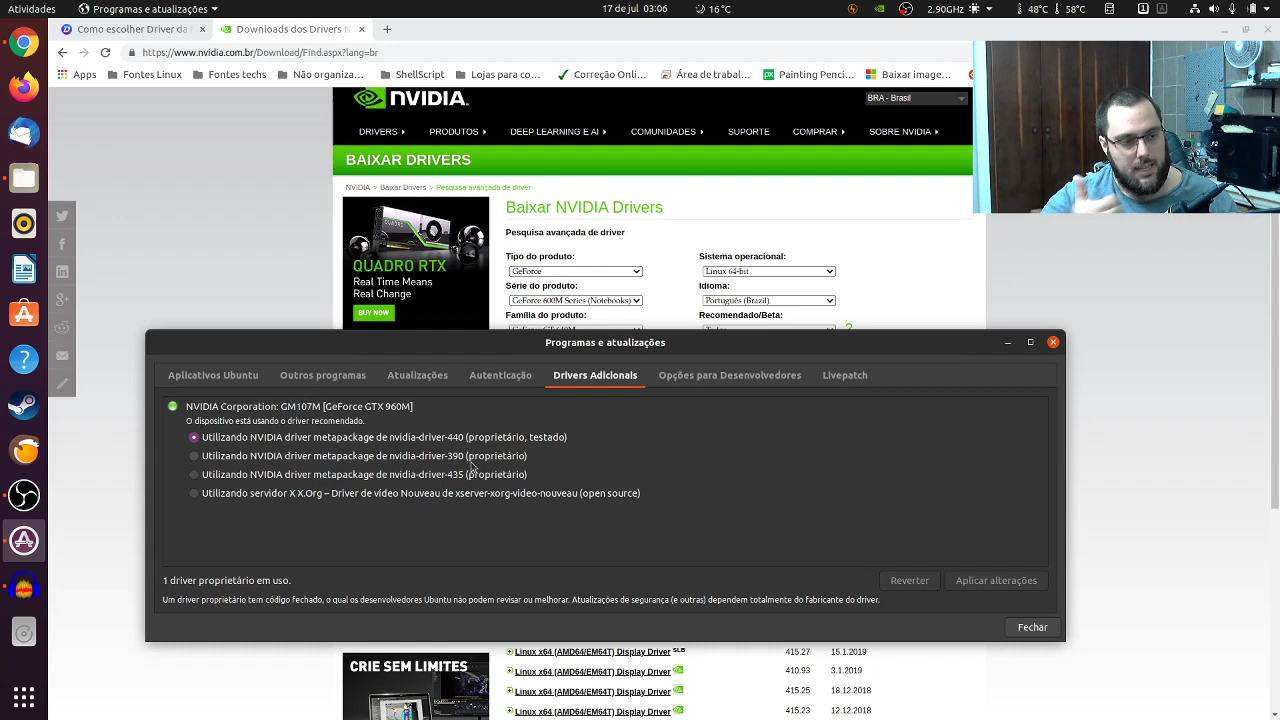 Atividades
Programas e atualizações
17 de jul 03:06
16°C
2.90GHz
48°C
58°C
1
A
Como escolher Driver da
Downloads dos Drivers N
https://www.nvidia.com.br/Download/Find.aspx?lang=br
Apps
Fontes Linux
Fontes techs
Não organiza...
ShellScript
Lojas para co...
Correção Onli...
Área de trabal...
Painting Penci...
Baixar image...
NVIDIA.
BRA - Brasil
DRIVERS
PRODUTOS
DEEP LEARNING E AI
COMUNIDADES
SUPORTE
COMPRAR
SOBRE NVIDIA
BAIXAR DRIVERS
NVIDIA > Baixar Drivers > Pesquisa avançada de driver
QUADRO RTX
Real Time Means
Real Change
BUY NOW
Baixar NVIDIA Drivers
Pesquisa avançada de driver
Tipo do produto:
Sistema operacional:
GeForce
Linux 64-bit
Série do produto:
Idioma:
GeForce 600M Series (Notebooks)
Português (Brazil)
Família do produto:
Recomendado/Beta:
?
Programas e atualizações
Aplicativos Ubuntu
Outros programas
Atualizações
Autenticação
Drivers Adicionais
Opções para Desenvolvedores
Livepatch
NVIDIA Corporation: GM107M [GeForce GTX 960M]
O dispositivo está usando o driver recomendado.
Utilizando NVIDIA driver metapackage de nvidia-driver-440 (proprietário, testado)
Utilizando NVIDIA driver metapackage de nvidia-driver-390 (proprietário)
Utilizando NVIDIA driver metapackage de nvidia-driver-435 (proprietário)
Utilizando servidor X X.Org – Driver de vídeo Nouveau de xserver-xorg-video-nouveau (open source)
1 driver proprietário em uso.
Reverter
Aplicar alterações
Um driver proprietário tem código fechado, o qual os desenvolvedores Ubuntu não podem revisar ou melhorar. Atualizações de segurança (e outras) dependem totalmente do fabricante do driver.
Fechar
CRIE SEM LIMITES
Linux x64 (AMD64/EM64T) Display Driver SLB 415.27 15.1.2019
Linux x64 (AMD64/EM64T) Display Driver 410.93 3.1.2019
Linux x64 (AMD64/EM64T) Display Driver 415.25 18.12.2018
Linux x64 (AMD64/EM64T) Display Driver 415.23 12.12.2018